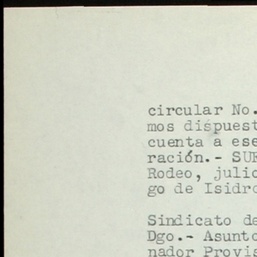 circular No.
mos dispuest
cuenta a ese
ración.- SUF
Rodeo, julio
go de Isidro
Sindicato de
Dgo.- Asunto
nador Provis